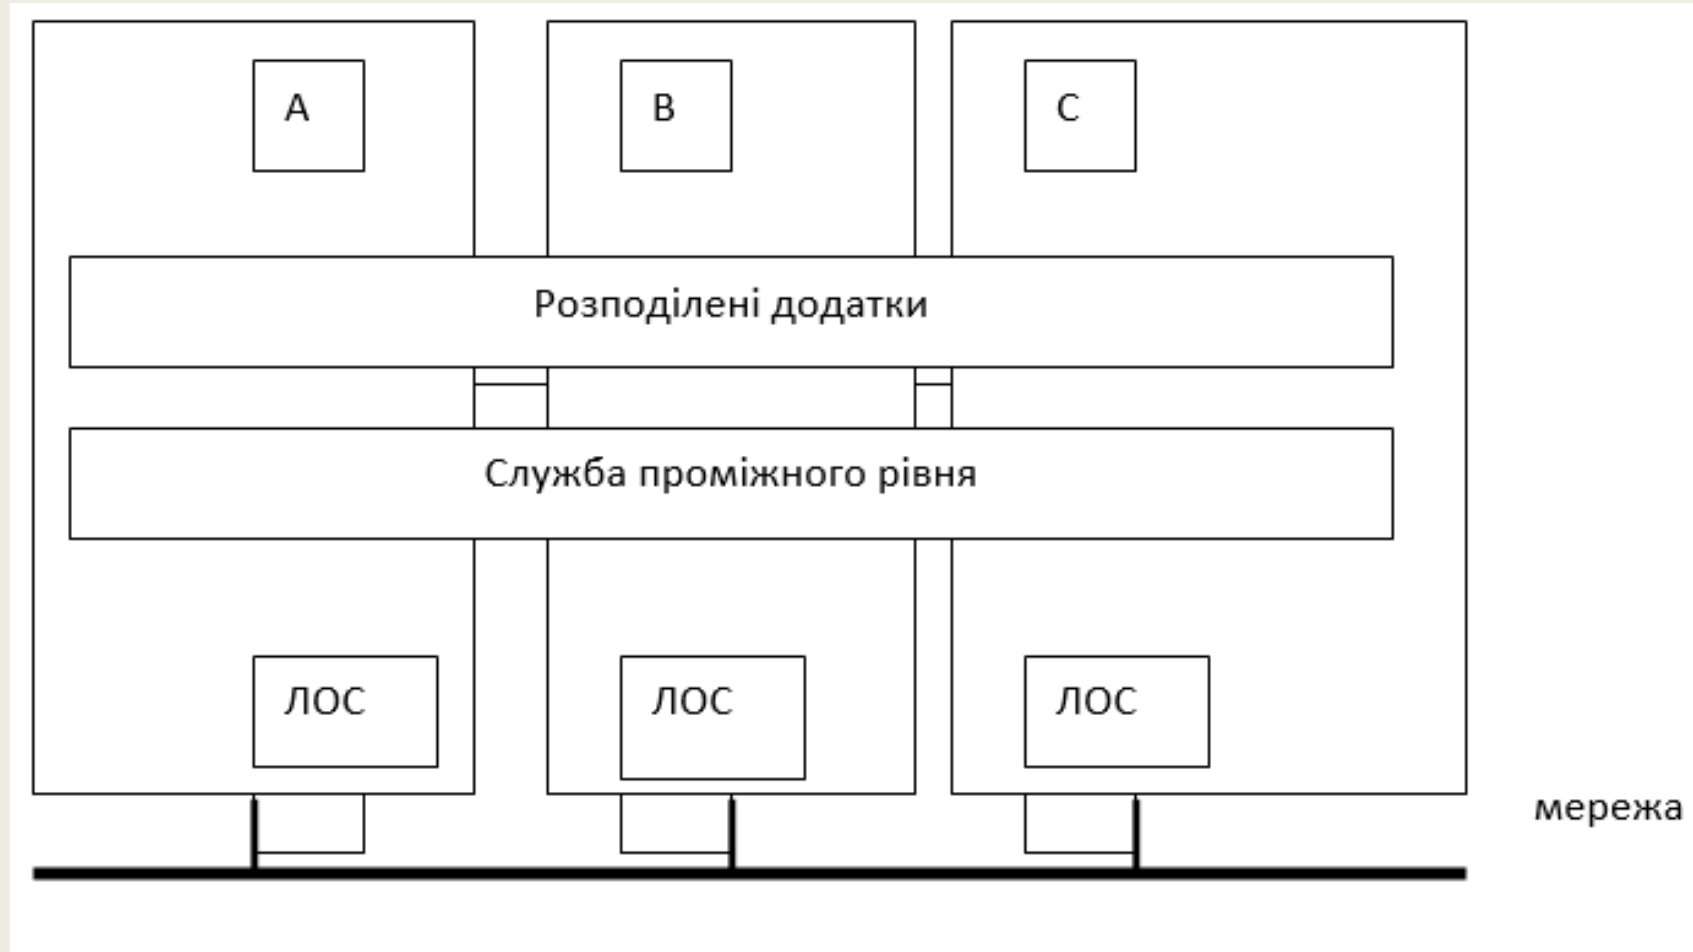 А
В
С
Розподілені додатки
Служба проміжного рівня
ЛОС
ЛОС
ЛОС
мережа